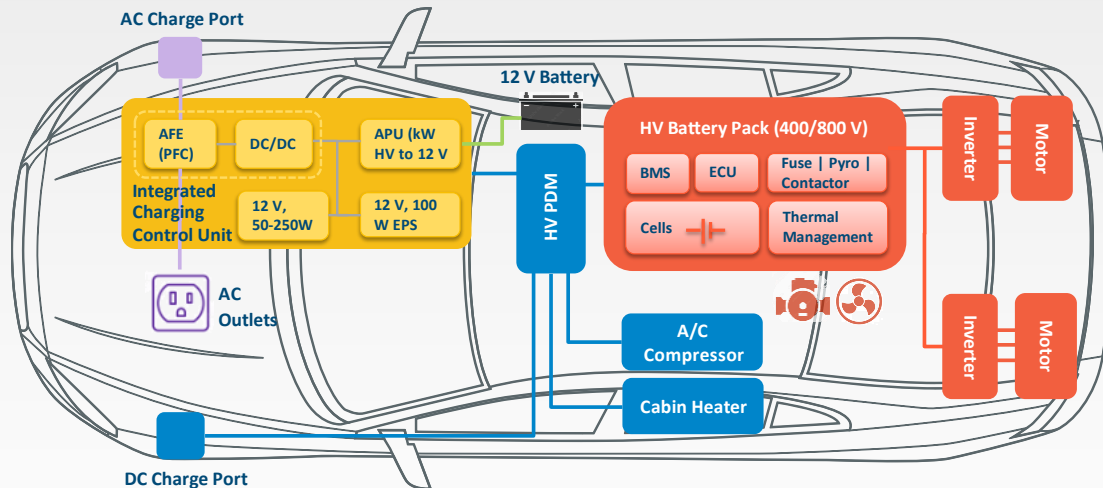 AC Charge Port
12 V Battery
AFE
(PFC)
DC/DC
APU (kW
HV to 12 V
Integrated
Charging
Control Unit
12 V,
50-250W
12 V, 100
W EPS
AC
Outlets
HV PDM
HV Battery Pack (400/800 V)
BMS
ECU
Fuse | Pyro |
Contactor
Cells
Thermal
Management
Inverter
Motor
A/C
Compressor
Cabin Heater
Inverter
Motor
DC Charge Port